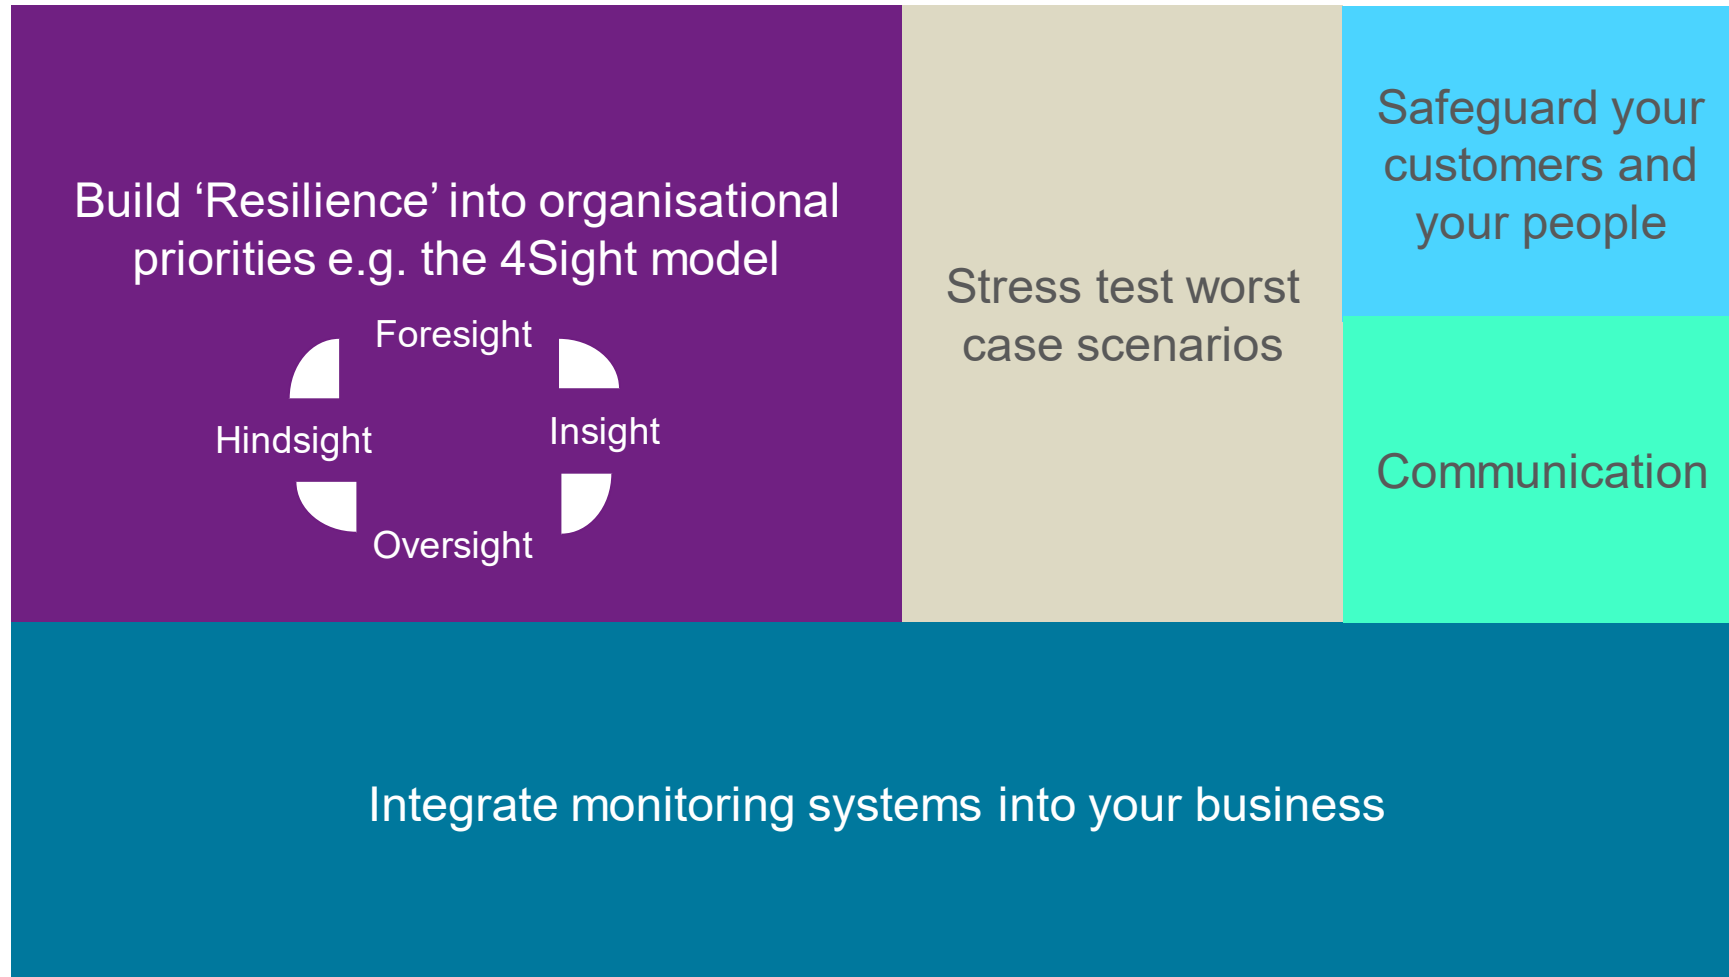 Build ‘Resilience’ into organisational
priorities e.g. the 4Sight model
Foresight
Hindsight
Insight
Oversight
Stress test worst
case scenarios
Safeguard your
customers and
your people
Communication
Integrate monitoring systems into your business